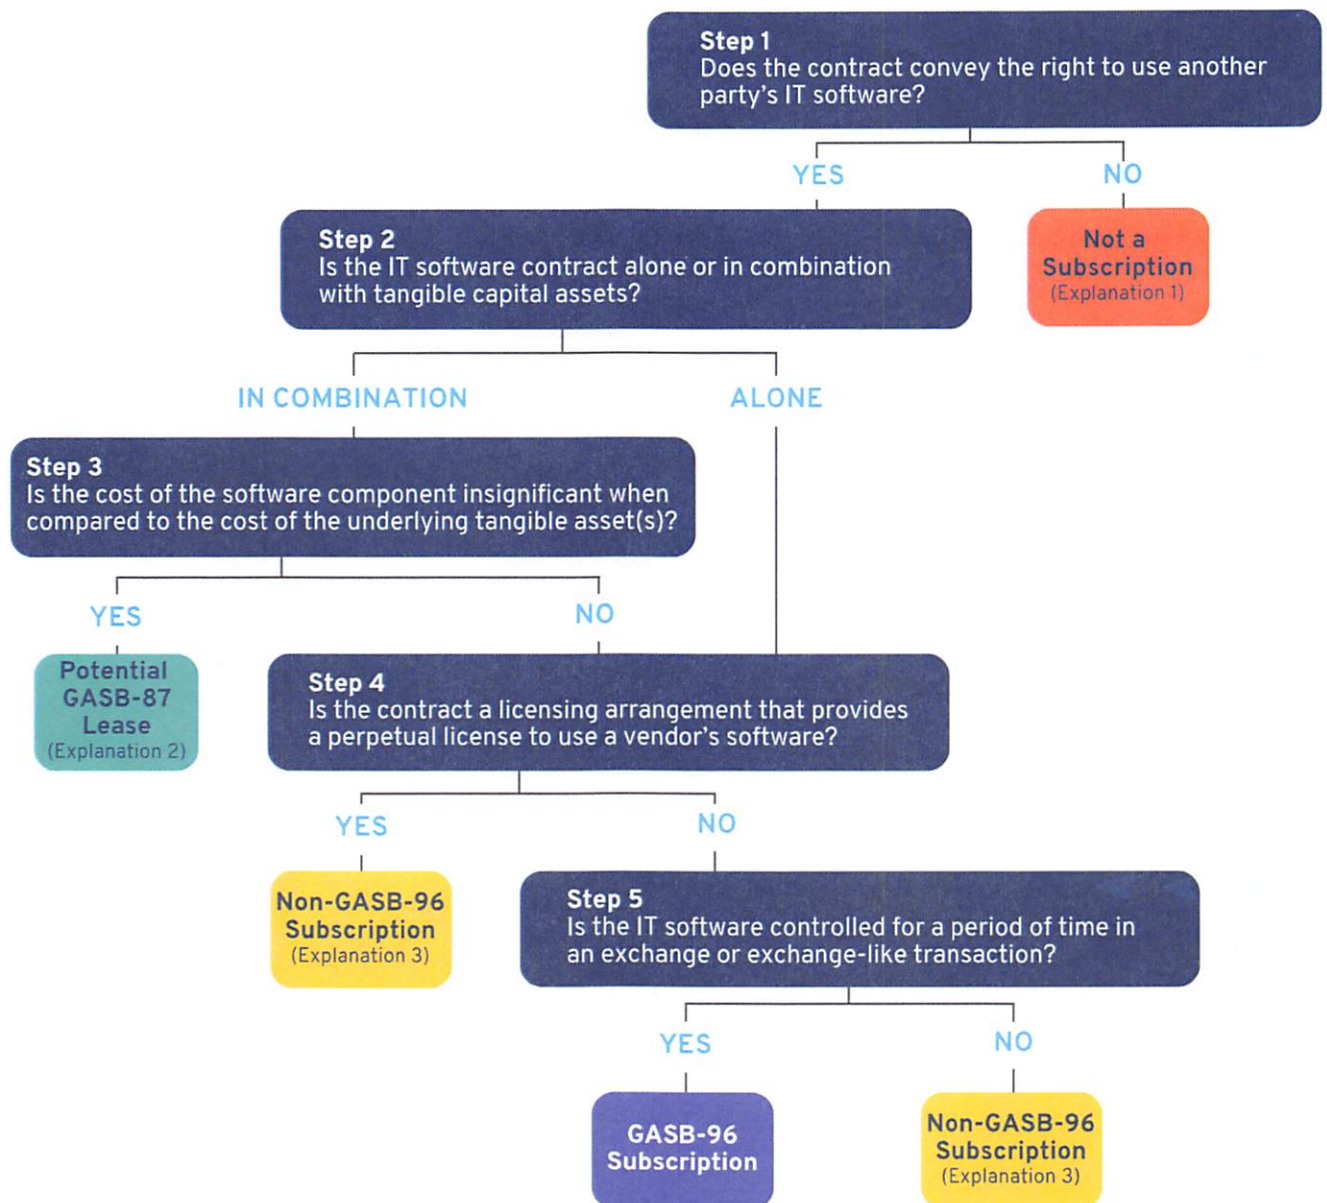 Step 1
Does the contract convey the right to use another
party's IT software?
YES
NO
Step 2
Is the IT software contract alone or in combination
with tangible capital assets?
Not a
Subscription
(Explanation 1)
IN COMBINATION
ALONE
Step 3
Is the cost of the software component insignificant when
compared to the cost of the underlying tangible asset(s)?
YES
NO
Potential
GASB-87
Lease
(Explanation 2)
Step 4
Is the contract a licensing arrangement that provides
a perpetual license to use a vendor's software?
YES
NO
Non-GASB-96
Subscription
(Explanation 3)
Step 5
Is the IT software controlled for a period of time in
an exchange or exchange-like transaction?
YES
NO
GASB-96
Subscription
Non-GASB-96
Subscription
(Explanation 3)